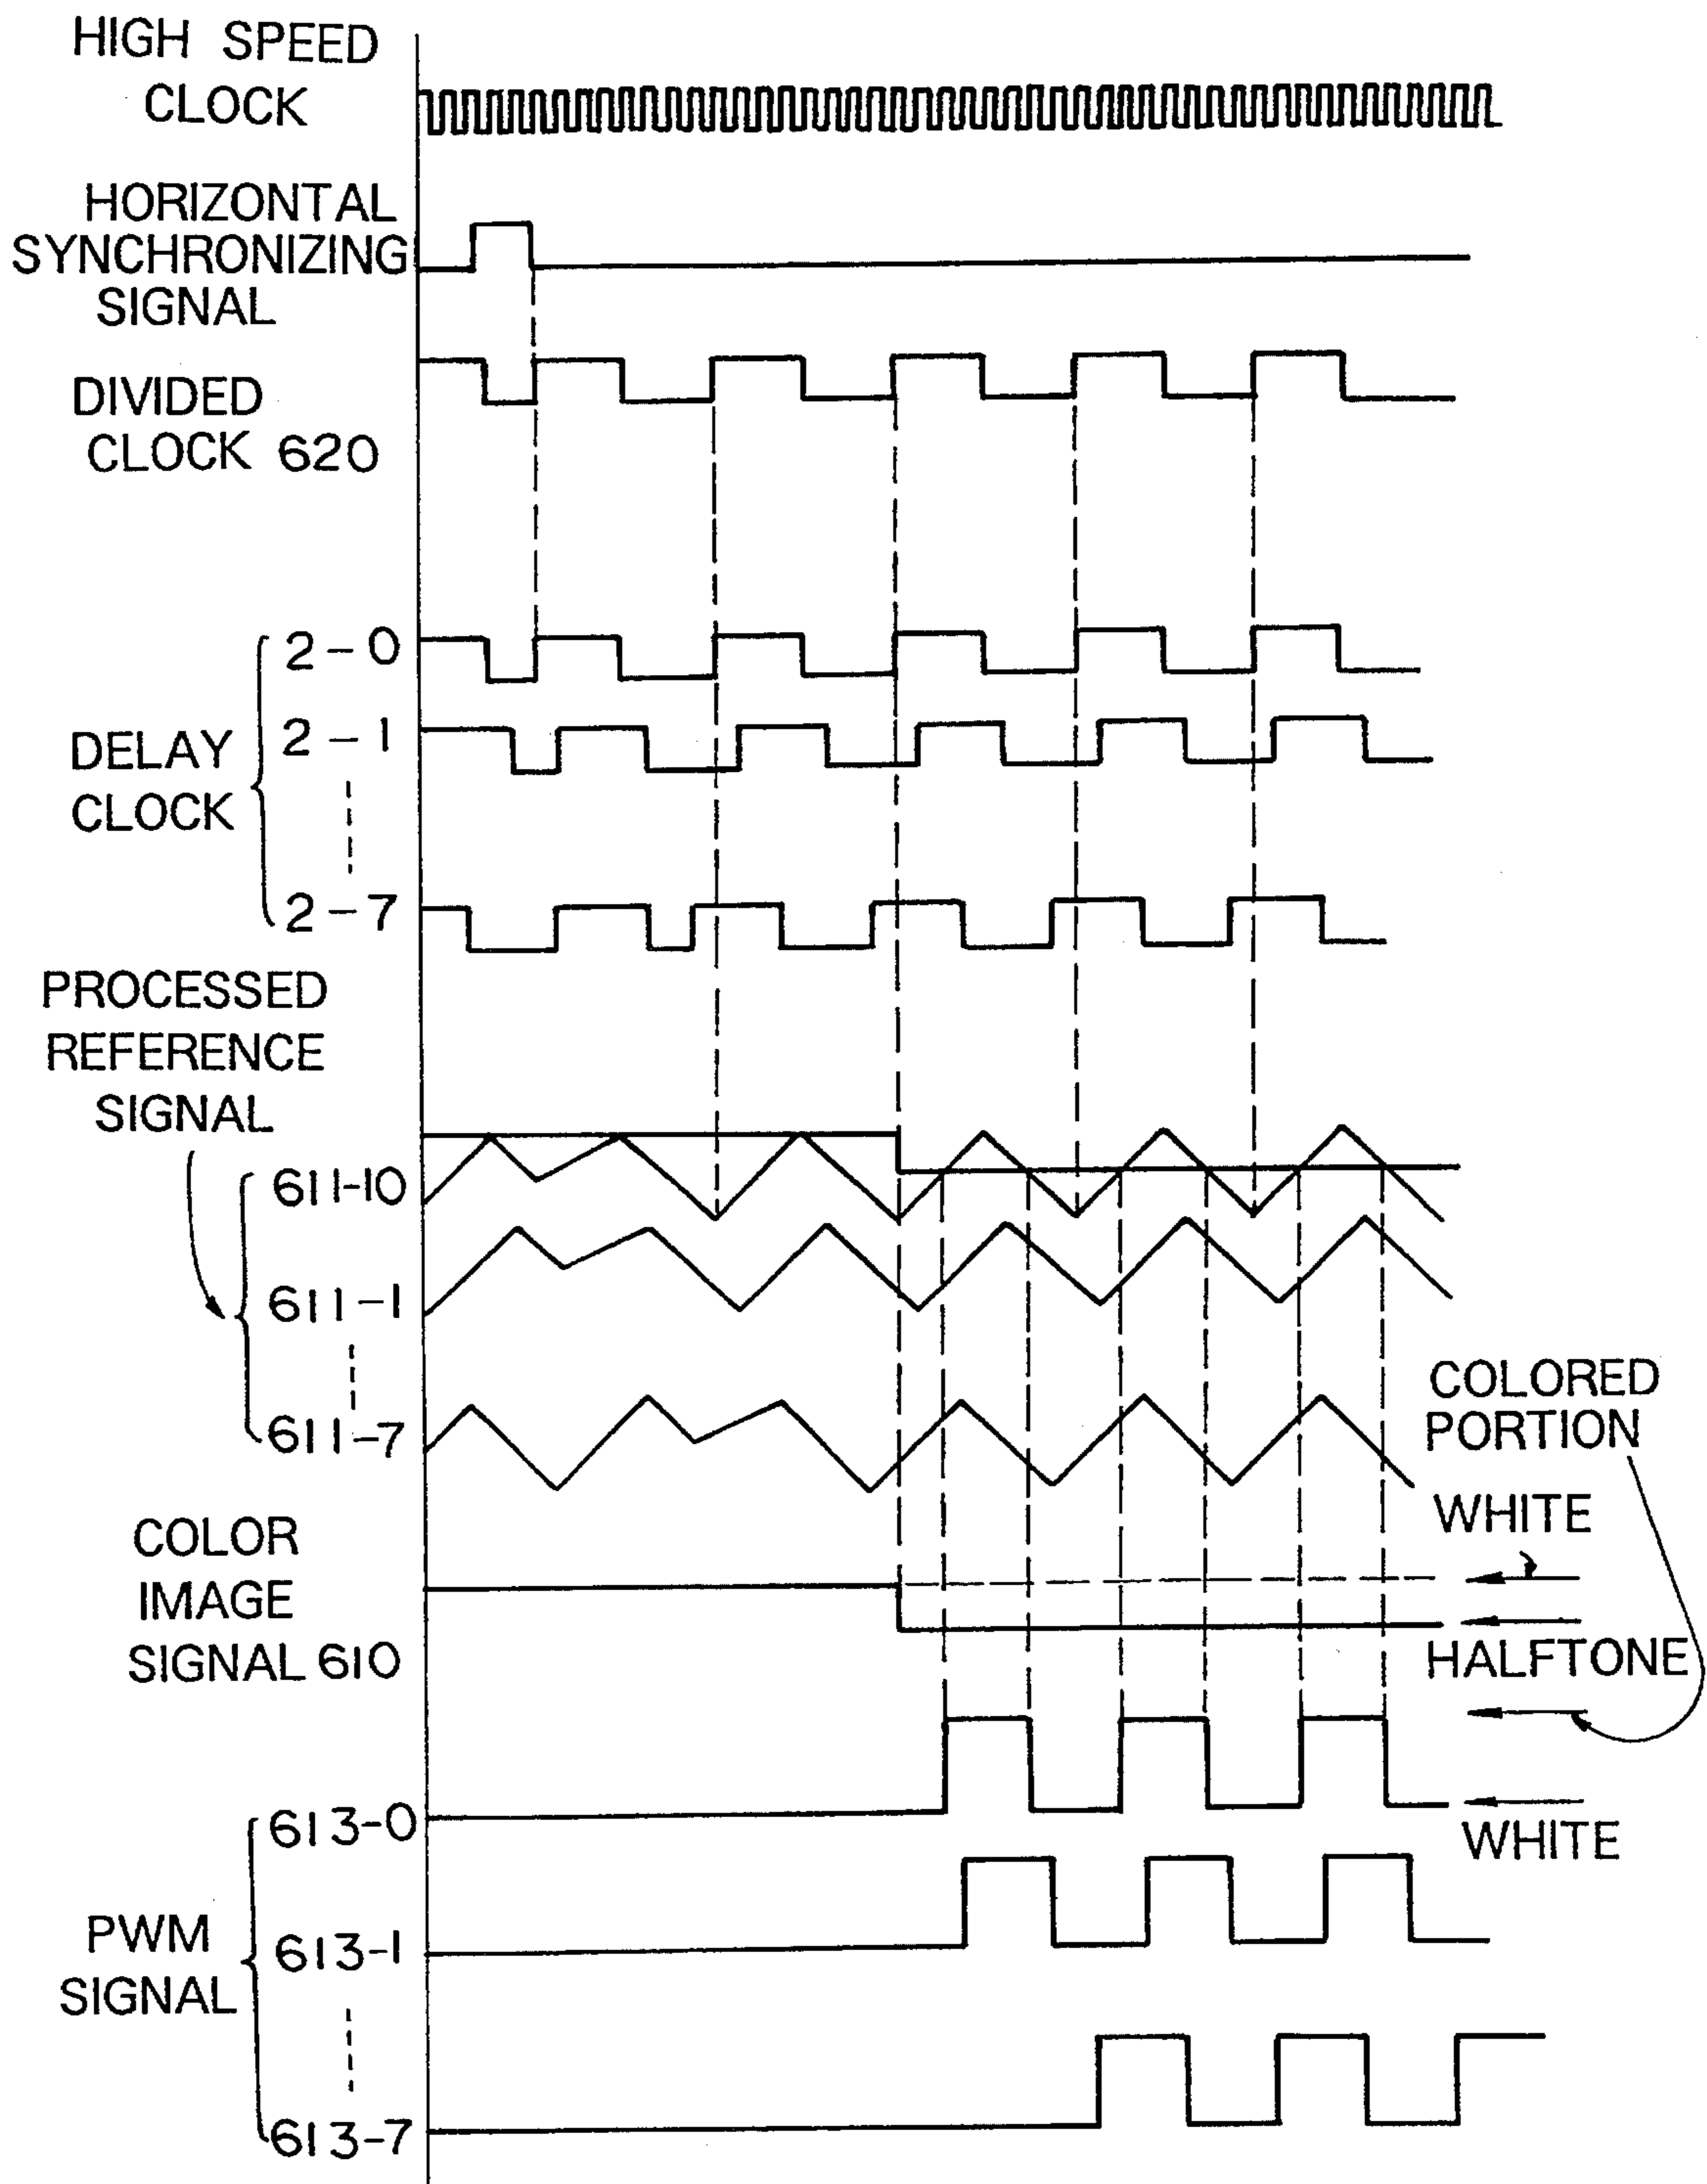 HIGH SPEED
CLOCK
HORIZONTAL
SYNCHRONIZING
SIGNAL
DIVIDED
CLOCK 620
2-0
DELAY
CLOCK
2-1
2-7
PROCESSED
REFERENCE
SIGNAL
611-10
611-1
611-7
COLORED
PORTION
WHITE
COLOR
IMAGE
SIGNAL 610
HALFTONE
613-0
WHITE
PWM
SIGNAL
613-1
613-7